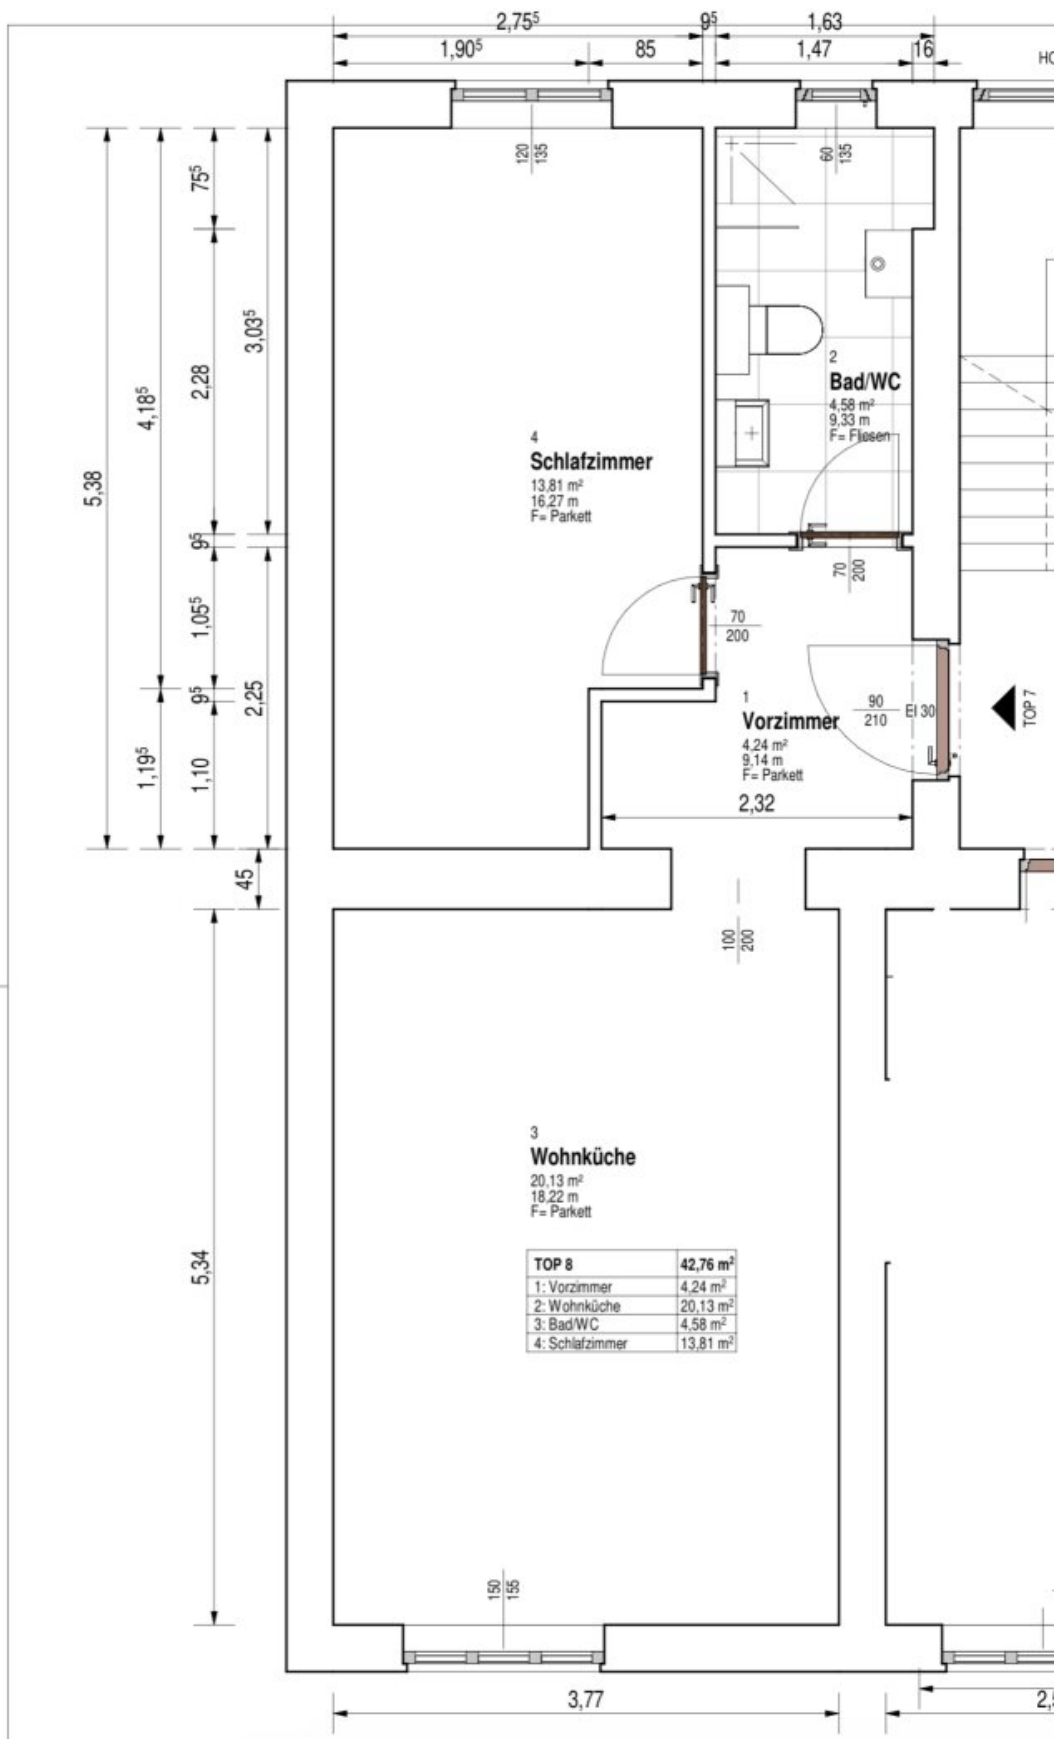 2,75⁵
9⁵
1,63
1,90⁵
85
1,47
16
HO
120
135
60
135
75⁵
2,28
3,03⁵
4,18⁵
5,38
2
Bad/WC
4,58 m²
9,33 m
F= Fliesen
4
Schlafzimmer
13,81 m²
16,27 m
F= Parkett
9⁵
1,05⁵
9⁵
2,25
1,19⁵
1,10
70
200
70
200
1
Vorzimmer
4,24 m²
9,14 m
F= Parkett
90
210
EI 30
TOP 7
2,32
45
100
200
3
Wohnküche
20,13 m²
18,22 m
F= Parkett
TOP 8 42,76 m²
1: Vorzimmer 4,24 m²
2: Wohnküche 20,13 m²
3: Bad/WC 4,58 m²
4: Schlafzimmer 13,81 m²
5,34
150
155
3,77